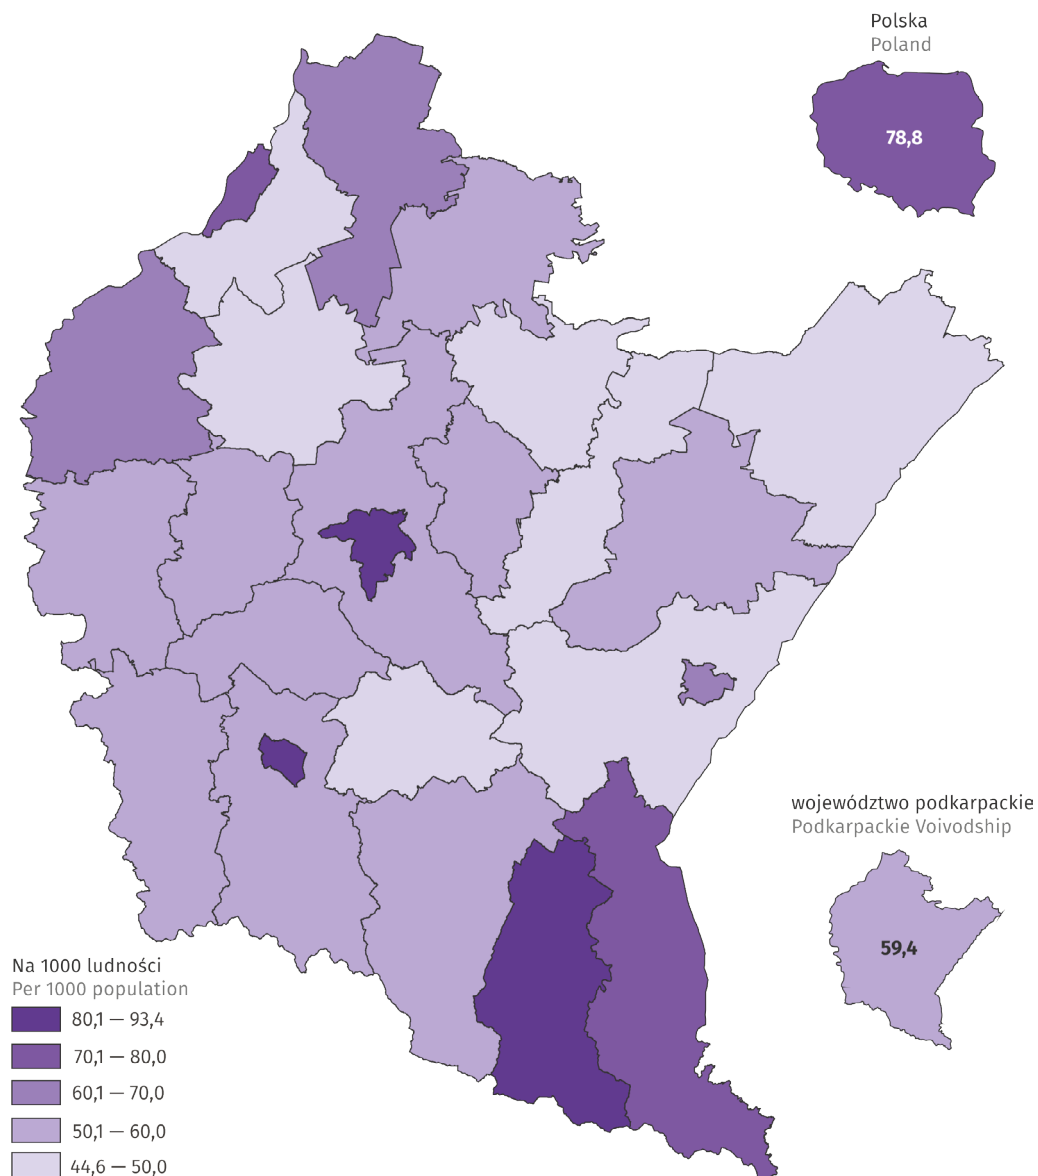 Polska
Poland
78,8
województwo podkarpackie
Podkarpackie Voivodship
59,4
Na 1000 ludności
Per 1000 population
80,1 — 93,4
70,1 — 80,0
60,1 — 70,0
50,1 — 60,0
44,6 — 50,0